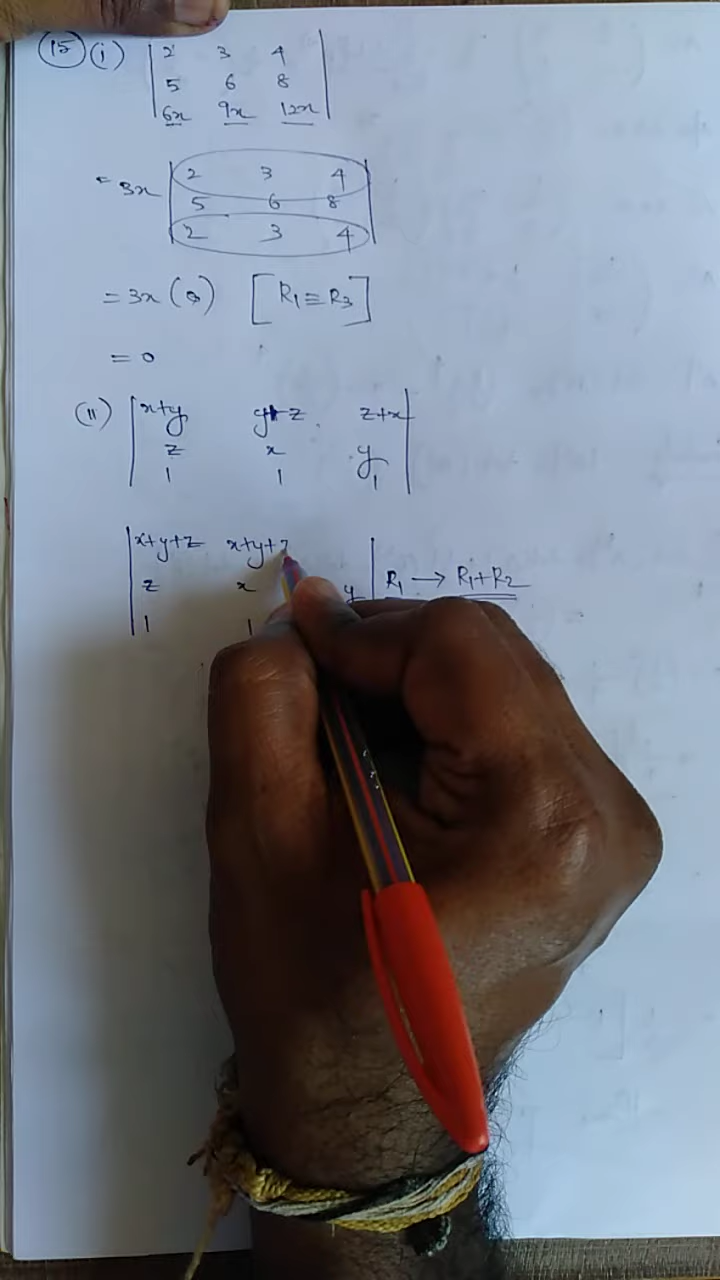 (15) (i) | 2 3 4 |
| 5 6 8 |
| 6x 9x 12x |
= 3x | 2 3 4 |
| 5 6 8 |
| 2 3 4 |
= 3x (0) [R₁ ≡ R₃]
= 0
(ii) | x+y y+z z+x |
| z x y |
| 1 1 1 |
| x+y+z x+y+z |
| z x y | R₁ → R₁+R₂
| 1 1